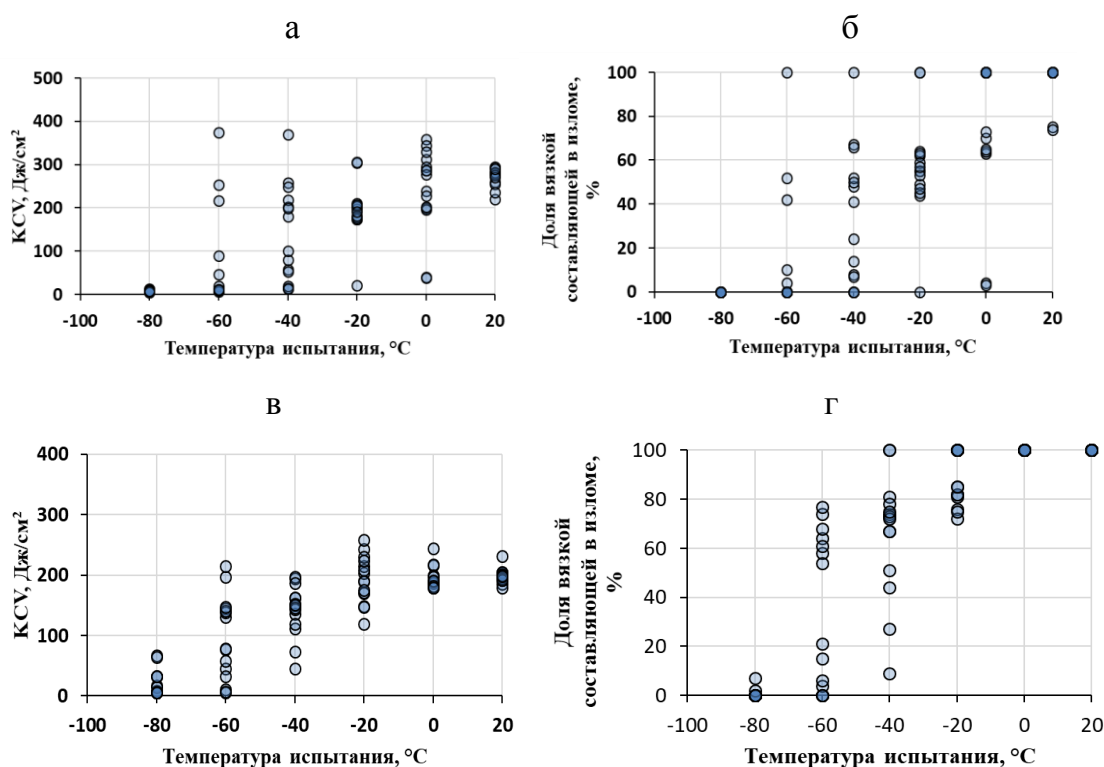 а
500
400
300
200
100
0
KCV, Дж/см²
-100 -80 -60 -40 -20 0 20
Температура испытания, °С
б
100
80
60
40
20
0
Доля вязкой
составляющей в изломе,
%
-100 -80 -60 -40 -20 0 20
Температура испытания, °С
в
400
300
200
100
0
KCV, Дж/см²
-100 -80 -60 -40 -20 0 20
Температура испытания, °С
г
100
80
60
40
20
0
Доля вязкой
составляющей в изломе,
%
-100 -80 -60 -40 -20 0 20
Температура испытания, °С